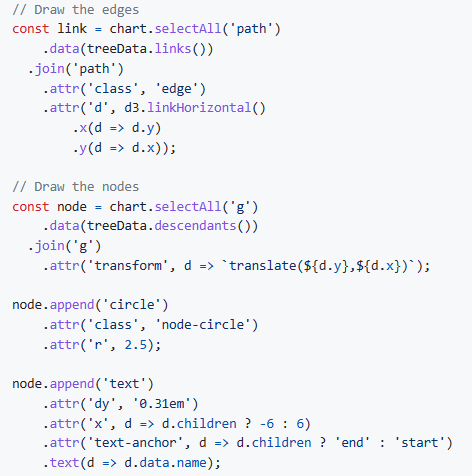 // Draw the edges
const link = chart.selectAll('path')
    .data(treeData.links())
  .join('path')
    .attr('class', 'edge')
    .attr('d', d3.linkHorizontal()
        .x(d => d.y)
        .y(d => d.x));

// Draw the nodes
const node = chart.selectAll('g')
    .data(treeData.descendants())
  .join('g')
    .attr('transform', d => `translate(${d.y},${d.x})`);

node.append('circle')
    .attr('class', 'node-circle')
    .attr('r', 2.5);

node.append('text')
    .attr('dy', '0.31em')
    .attr('x', d => d.children ? -6 : 6)
    .attr('text-anchor', d => d.children ? 'end' : 'start')
    .text(d => d.data.name);